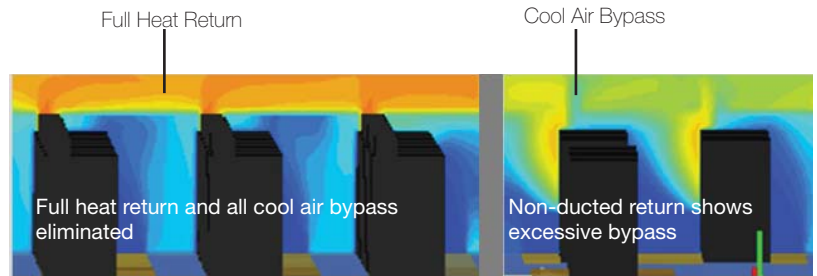 Full Heat Return
Cool Air Bypass
Full heat return and all cool air bypass
eliminated
Non-ducted return shows
excessive bypass